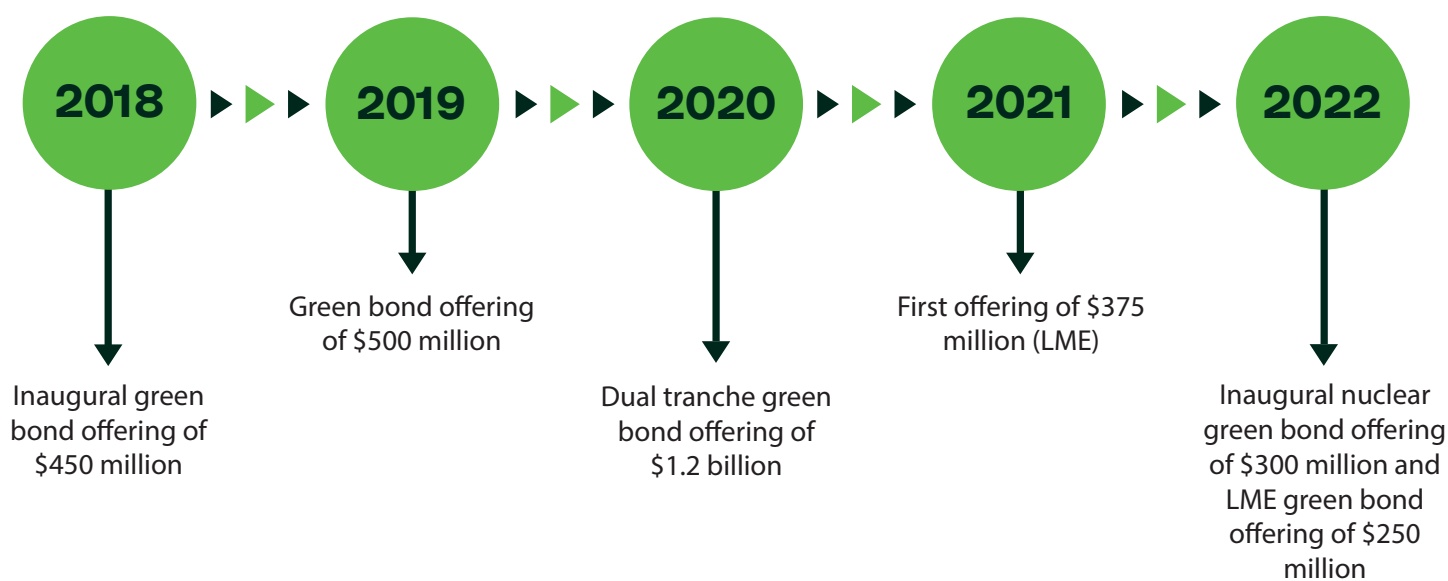 2018
2019
2020
2021
2022
Inaugural green
bond offering of
$450 million
Green bond offering
of $500 million
Dual tranche green
bond offering of
$1.2 billion
First offering of $375
million (LME)
Inaugural nuclear
green bond offering
of $300 million and
LME green bond
offering of $250
million